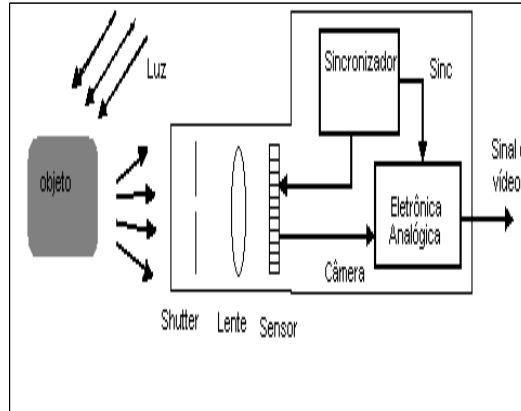 Luz
objeto
Sincronizador
Sinc
Sinal
vídeo
Eletrônica
Analógica
Câmera
Shutter
Lente
Sensor